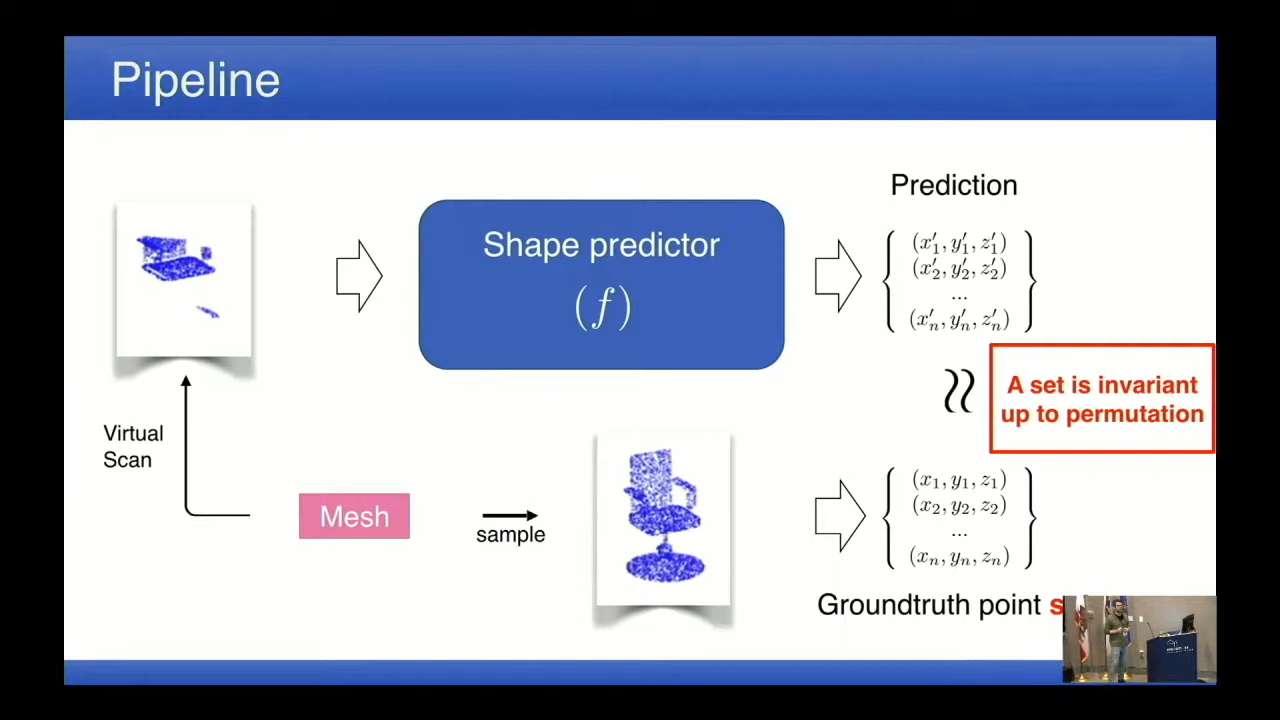 Pipeline
Prediction
Shape predictor
(f)
(x′₁, y′₁, z′₁)
(x′₂, y′₂, z′₂)
...
(x′ₙ, y′ₙ, z′ₙ)
≈
A set is invariant
up to permutation
Virtual
Scan
Mesh
sample
(x₁, y₁, z₁)
(x₂, y₂, z₂)
...
(xₙ, yₙ, zₙ)
Groundtruth point s